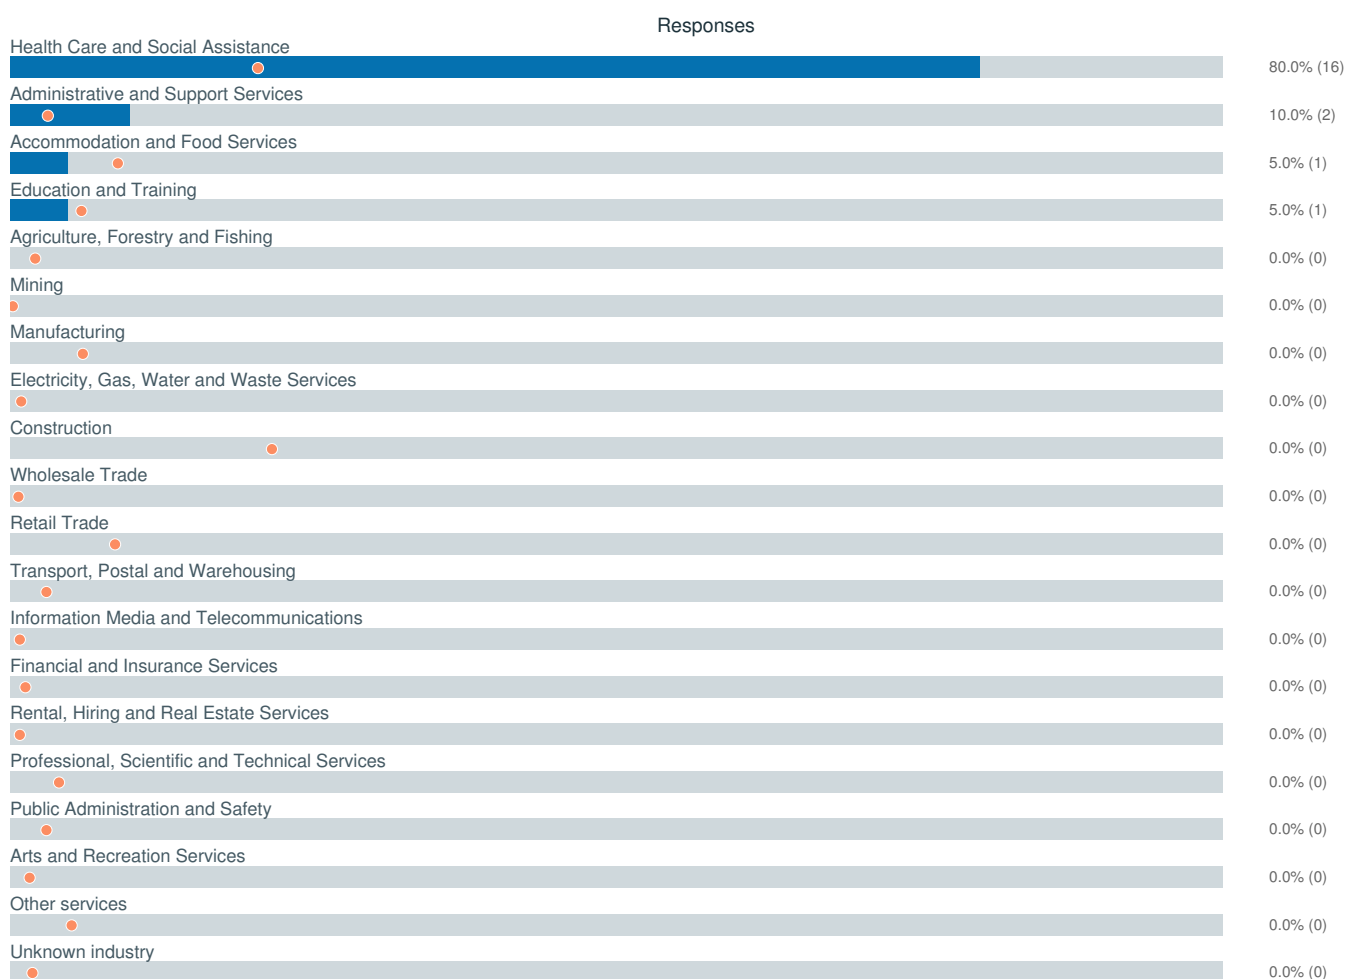 Responses
Health Care and Social Assistance
80.0% (16)
Administrative and Support Services
10.0% (2)
Accommodation and Food Services
5.0% (1)
Education and Training
5.0% (1)
Agriculture, Forestry and Fishing
0.0% (0)
Mining
0.0% (0)
Manufacturing
0.0% (0)
Electricity, Gas, Water and Waste Services
0.0% (0)
Construction
0.0% (0)
Wholesale Trade
0.0% (0)
Retail Trade
0.0% (0)
Transport, Postal and Warehousing
0.0% (0)
Information Media and Telecommunications
0.0% (0)
Financial and Insurance Services
0.0% (0)
Rental, Hiring and Real Estate Services
0.0% (0)
Professional, Scientific and Technical Services
0.0% (0)
Public Administration and Safety
0.0% (0)
Arts and Recreation Services
0.0% (0)
Other services
0.0% (0)
Unknown industry
0.0% (0)